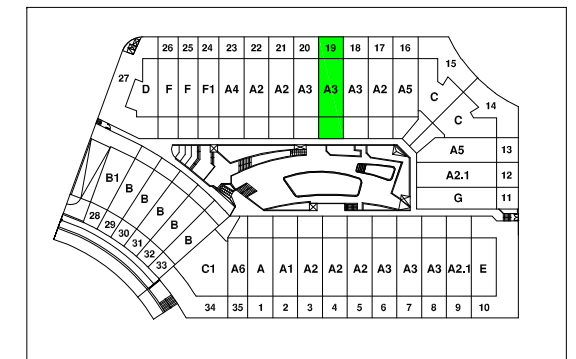 26 25 24 23 22 21 20 19 18 17 16
15
27
14
D F F F1 A4 A2 A2 A3 A3 A3 A2 A5 C
C
A5 13
A2.1 12
G 11
B1
B
B
B
B
B
28
29
30
31
32
33
C1 A6 A A1 A2 A2 A2 A3 A3 A3 A2.1 E
34 35 1 2 3 4 5 6 7 8 9 10